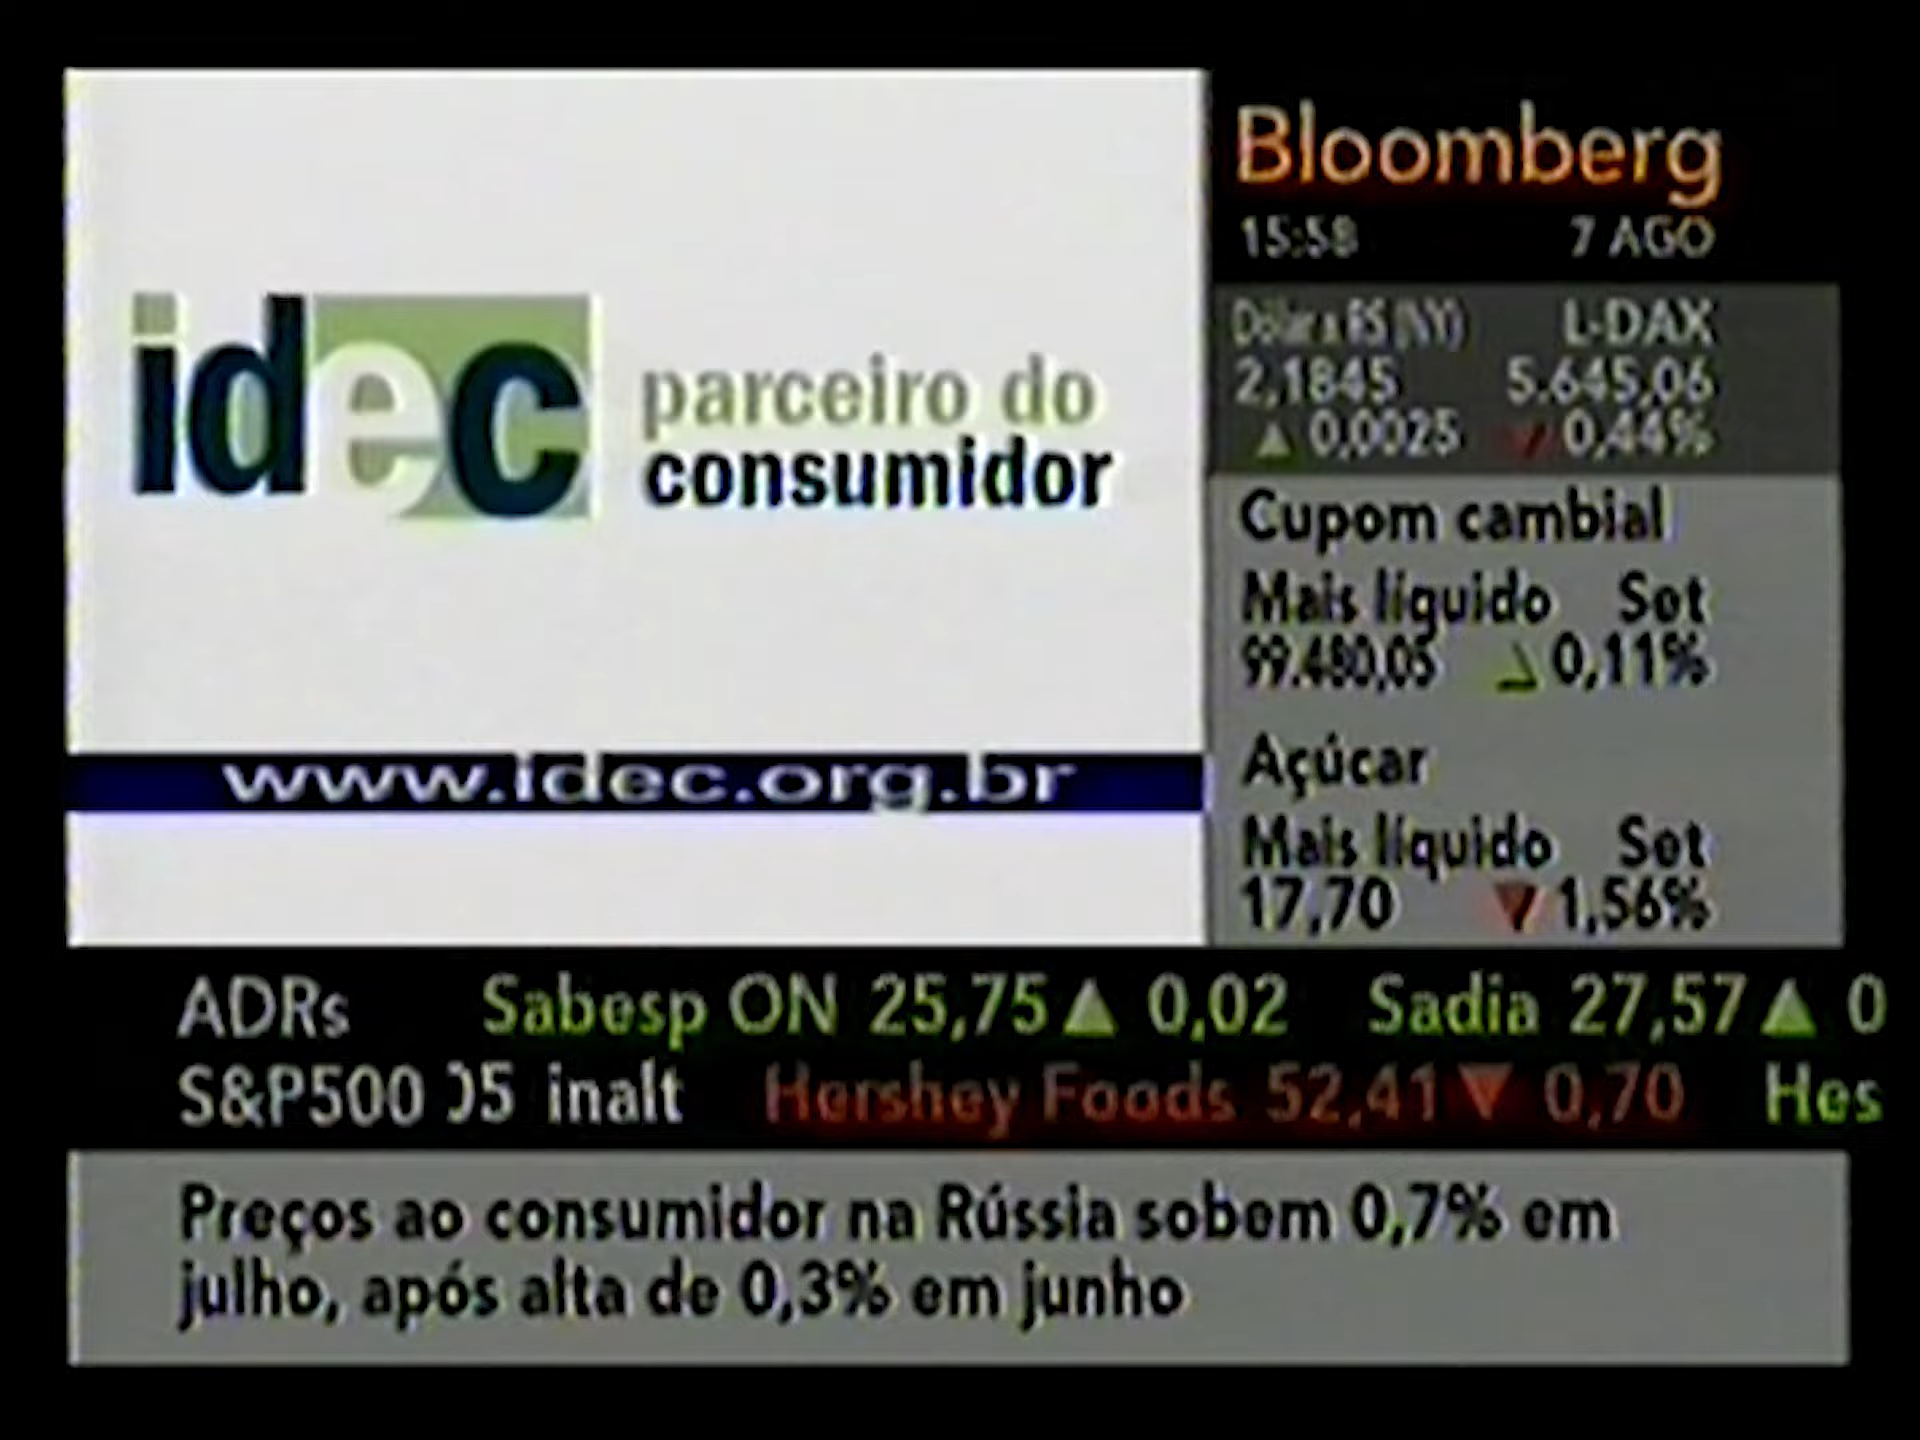 idec
parceiro do
consumidor
www.idec.org.br
Bloomberg
15:58 7 AGO
Dólar x R$ (NY) L-DAX
2,1845 5.645,06
▲ 0,0025 ▼ 0,44%
Cupom cambial
Mais líquido Set
99.480,05 ▲ 0,11%
Açúcar
Mais líquido Set
17,70 ▼ 1,56%
ADRs Sabesp ON 25,75 ▲ 0,02 Sadia 27,57 ▲ 0
S&P500 05 inalt Hershey Foods 52,41 ▼ 0,70 Hes
Preços ao consumidor na Rússia sobem 0,7% em
julho, após alta de 0,3% em junho